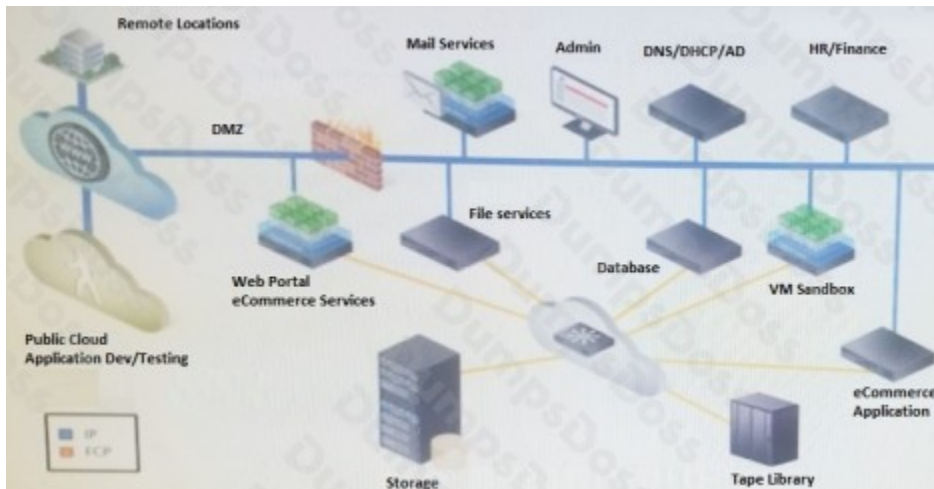 Remote Locations
Mail Services
Admin
DNS/DHCP/AD
HR/Finance
DMZ
File services
Database
Web Portal
eCommerce Services
VM Sandbox
Public Cloud
Application Dev/Testing
eCommerce
Application
IP
FCP
Storage
Tape Library
DumpsDoss